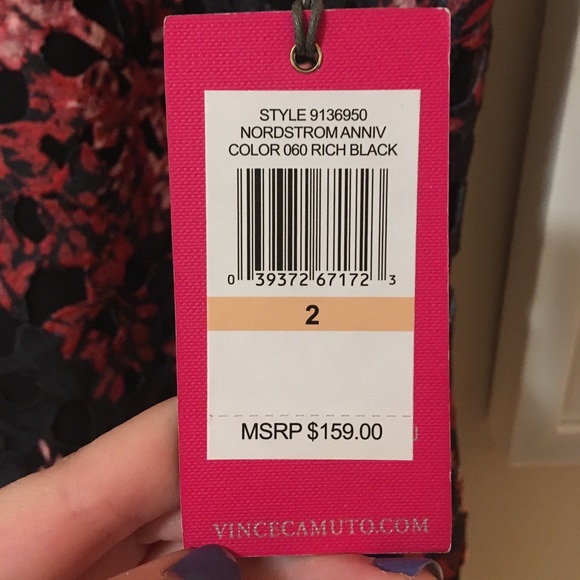 STYLE 9136950
NORDSTROM ANNIV
COLOR 060 RICH BLACK
0 39372 67172 3
2
MSRP $159.00
VINCECAMUTO.COM